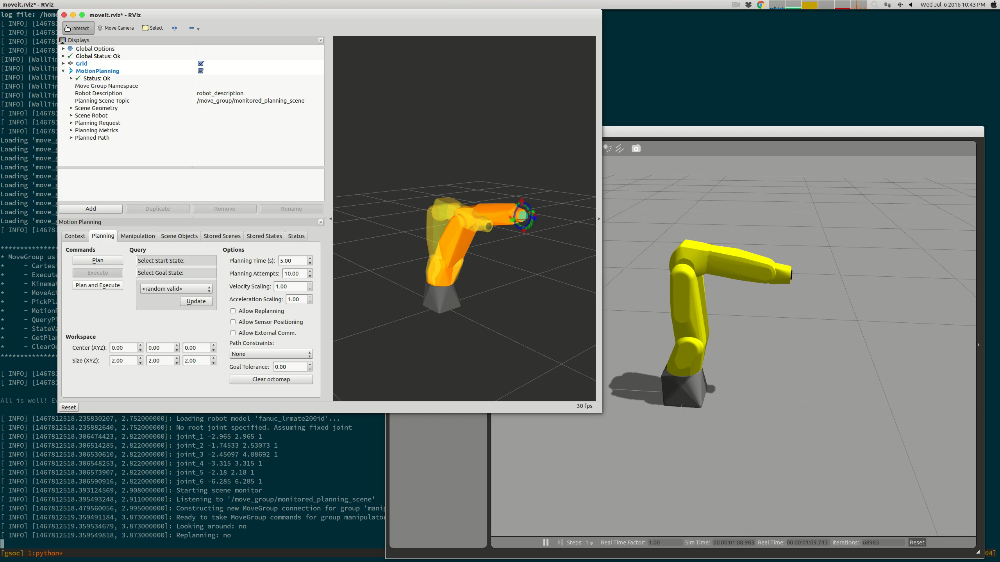 moveit.rviz* - RViz
Wed Jul 6 2016 10:43 PM
log file: /home
[ INFO] [146781
[ INFO] [146781
[ INFO] [146781
[ INFO] [146781
[INFO] [WallTim
[INFO] [WallTim
[INFO] [WallTim
[INFO] [WallTim
[INFO] [WallTim
[INFO] [WallTim
[ INFO] [146781
[ INFO] [146781
[ INFO] [146781
Loading 'move_g
Loading 'move_g
Loading 'move_g
Loading 'move_g
Loading 'move_g
Loading 'move_g
Loading 'move_g
Loading 'move_g
Loading 'move_g
Loading 'move_g
[ INFO] [146781
***************
* MoveGroup usi
* - Cartesi
* - Execute
* - Kinemat
* - MoveAct
* - PickPla
* - MotionP
* - QueryPl
* - StateVa
* - GetPlan
* - ClearOc
***************
[ INFO] [146781
[ INFO] [146781
All is well! Ev
moveit.rviz* - RViz
Interact Move Camera Select
Displays
Global Options
Global Status: Ok
Grid
MotionPlanning
Status: Ok
Move Group Namespace
Robot Description robot_description
Planning Scene Topic /move_group/monitored_planning_scene
Scene Geometry
Scene Robot
Planning Request
Planning Metrics
Planned Path
Add Duplicate Remove Rename
Motion Planning
Context Planning Manipulation Scene Objects Stored Scenes Stored States Status
Commands
Plan
Execute
Plan and Execute
Query
Select Start State:
Select Goal State:
<random valid>
Update
Options
Planning Time (s): 5.00
Planning Attempts: 10.00
Velocity Scaling: 1.00
Acceleration Scaling: 1.00
Allow Replanning
Allow Sensor Positioning
Allow External Comm.
Path Constraints:
None
Goal Tolerance: 0.00
Clear octomap
Workspace
Center (XYZ): 0.00 0.00 0.00
Size (XYZ): 2.00 2.00 2.00
Reset
30 fps
[ INFO] [1467812518.235830207, 2.752000000]: Loading robot model 'fanuc_lrmate200id'...
[ INFO] [1467812518.235882640, 2.752000000]: No root joint specified. Assuming fixed joint
[ INFO] [1467812518.306474423, 2.822000000]: joint_1 -2.965 2.965 1
[ INFO] [1467812518.306514285, 2.822000000]: joint_2 -1.74533 2.53073 1
[ INFO] [1467812518.306530610, 2.822000000]: joint_3 -2.45097 4.88692 1
[ INFO] [1467812518.306548253, 2.822000000]: joint_4 -3.315 3.315 1
[ INFO] [1467812518.306573907, 2.822000000]: joint_5 -2.18 2.18 1
[ INFO] [1467812518.306590916, 2.822000000]: joint_6 -6.285 6.285 1
[ INFO] [1467812518.393124569, 2.908000000]: Starting scene monitor
[ INFO] [1467812518.395493248, 2.911000000]: Listening to '/move_group/monitored_planning_scene'
[ INFO] [1467812518.479560056, 2.995000000]: Constructing new MoveGroup connection for group 'manip
[ INFO] [1467812519.359491184, 3.873000000]: Ready to take MoveGroup commands for group manipulator
[ INFO] [1467812519.359534679, 3.873000000]: Looking around: no
[ INFO] [1467812519.359549818, 3.873000000]: Replanning: no
[gsoc] 1:python*
Steps: 1 Real Time Factor: 1.00 Sim Time: 00 00:01:08.983 Real Time: 00 00:01:09.743 Iterations: 68983 Reset
04]